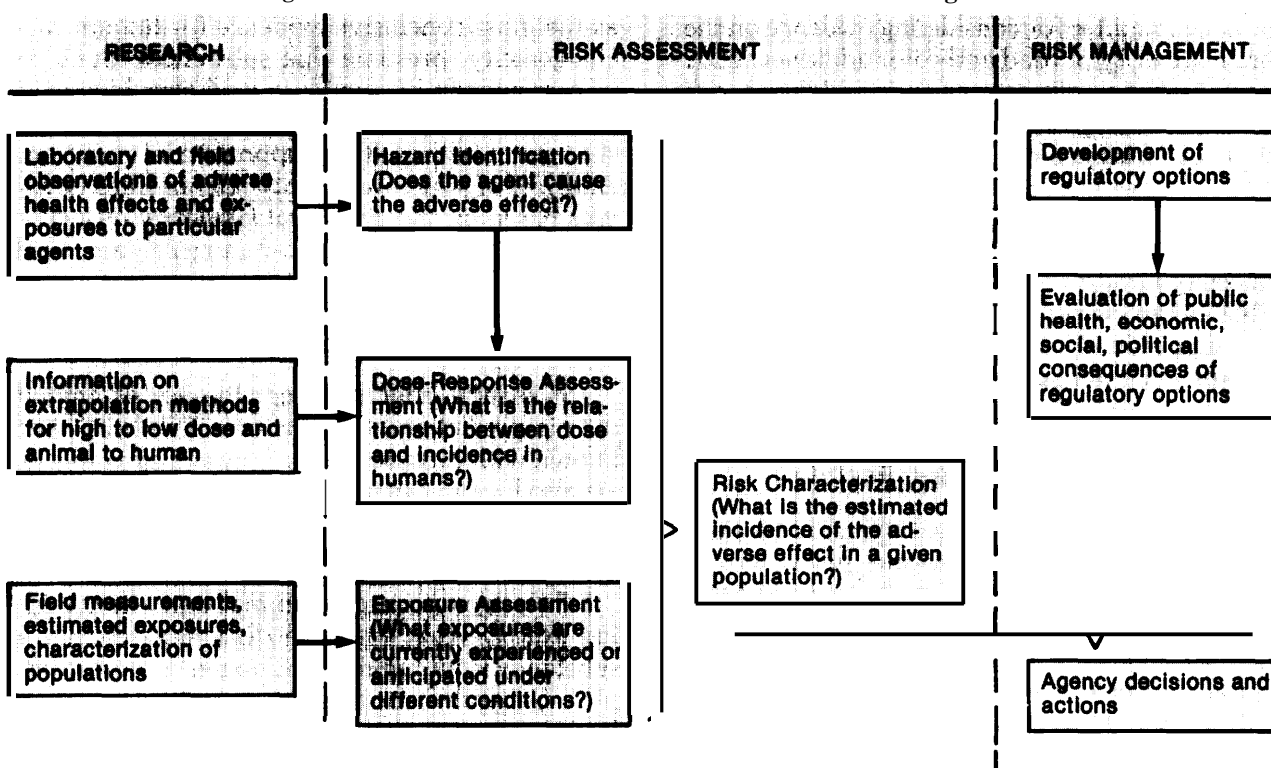 RESEARCH
RISK ASSESSMENT
RISK MANAGEMENT
Laboratory and field
observations of adverse
health affects and ex-
posures to particular
agents
Hazard Identification
(Does the agent cause
the adverse effect?)
Development of
regulatory options
Evaluation of public
health, economic,
social, political
consequences of
regulatory options
Information on
extrapolation methods
for high to low dose and
animal to human
Dose-Response Assess-
ment (What is the rela-
tionship between dose
and incidence in
humans?)
Risk Characterization
(What is the estimated
incidence of the ad-
verse effect in a given
population?)
Field measurements,
estimated exposures,
characterization of
populations
Exposure Assessment
(What exposures are
currently experienced or
anticipated under
different conditions?)
Agency decisions and
actions